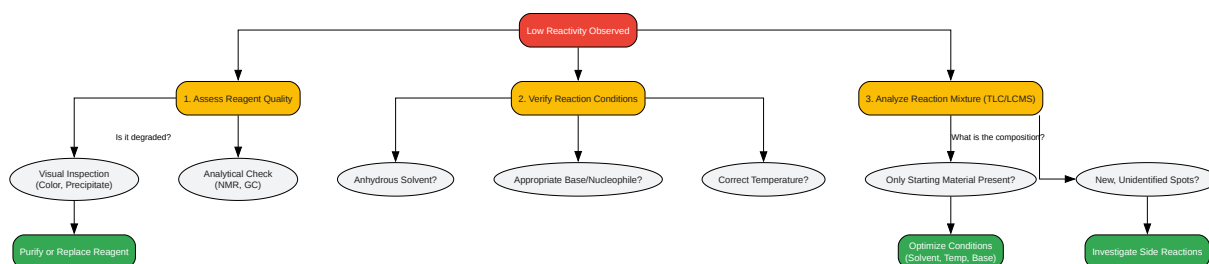 Low Reactivity Observed
1. Assess Reagent Quality
2. Verify Reaction Conditions
3. Analyze Reaction Mixture (TLC/LCMS)
Is it degraded?
What is the composition?
Visual Inspection
(Color, Precipitate)
Analytical Check
(NMR, GC)
Anhydrous Solvent?
Appropriate Base/Nucleophile?
Correct Temperature?
Only Starting Material Present?
New, Unidentified Spots?
Purify or Replace Reagent
Optimize Conditions
(Solvent, Temp, Base)
Investigate Side Reactions